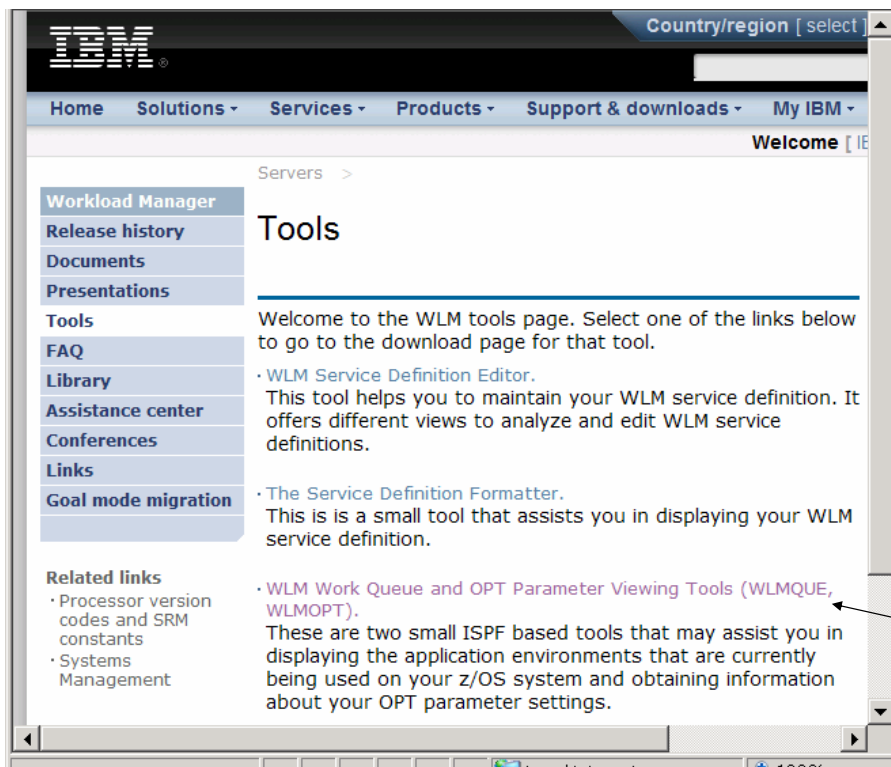 Country/region [ select ]
IBM ®
Home Solutions Services Products Support & downloads My IBM
Welcome [
Servers >
Workload Manager
Release history
Documents
Presentations
Tools
FAQ
Library
Assistance center
Conferences
Links
Goal mode migration
Related links
· Processor version
codes and SRM
constants
· Systems
Management
Tools
Welcome to the WLM tools page. Select one of the links below
to go to the download page for that tool.
· WLM Service Definition Editor.
This tool helps you to maintain your WLM service definition. It
offers different views to analyze and edit WLM service
definitions.
· The Service Definition Formatter.
This is is a small tool that assists you in displaying your WLM
service definition.
· WLM Work Queue and OPT Parameter Viewing Tools (WLMQUE,
WLMOPT).
These are two small ISPF based tools that may assist you in
displaying the application environments that are currently
being used on your z/OS system and obtaining information
about your OPT parameter settings.